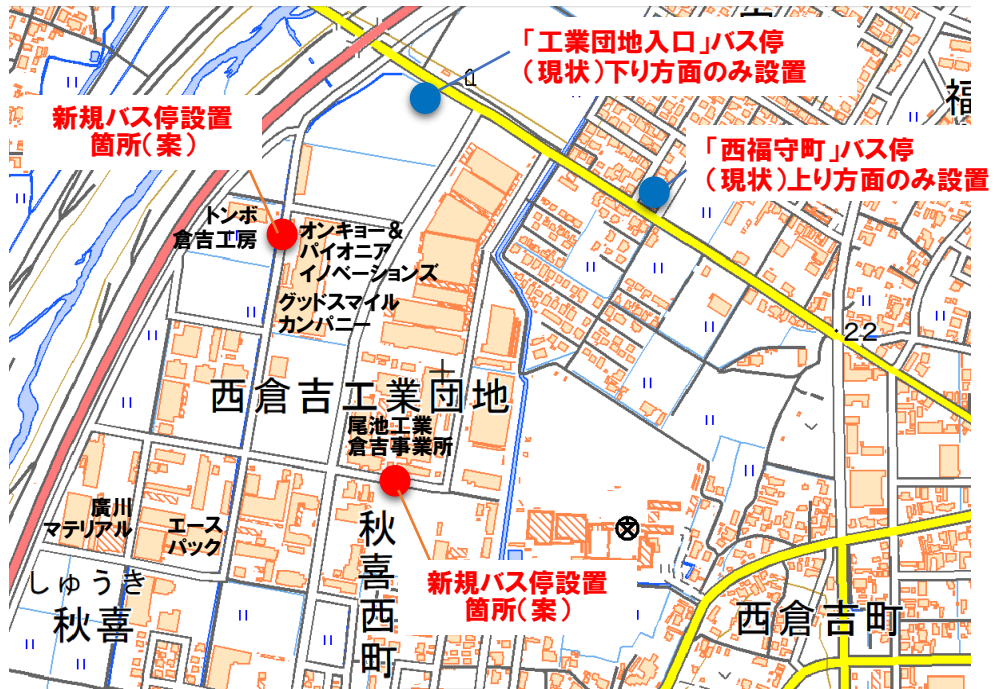 「工業団地入口」バス停
（現状）下り方面のみ設置
新規バス停設置
箇所（案）
福
「西福守町」バス停
（現状）上り方面のみ設置
トンボ
倉吉工房
オンキョー＆
パイオニア
イノベーションズ
グッドスマイル
カンパニー
22
西倉吉工業団地
尾池工業
倉吉事業所
廣川
マテリアル
エース
パック
秋喜西町
新規バス停設置
箇所（案）
しゅうき
秋喜
西倉吉町